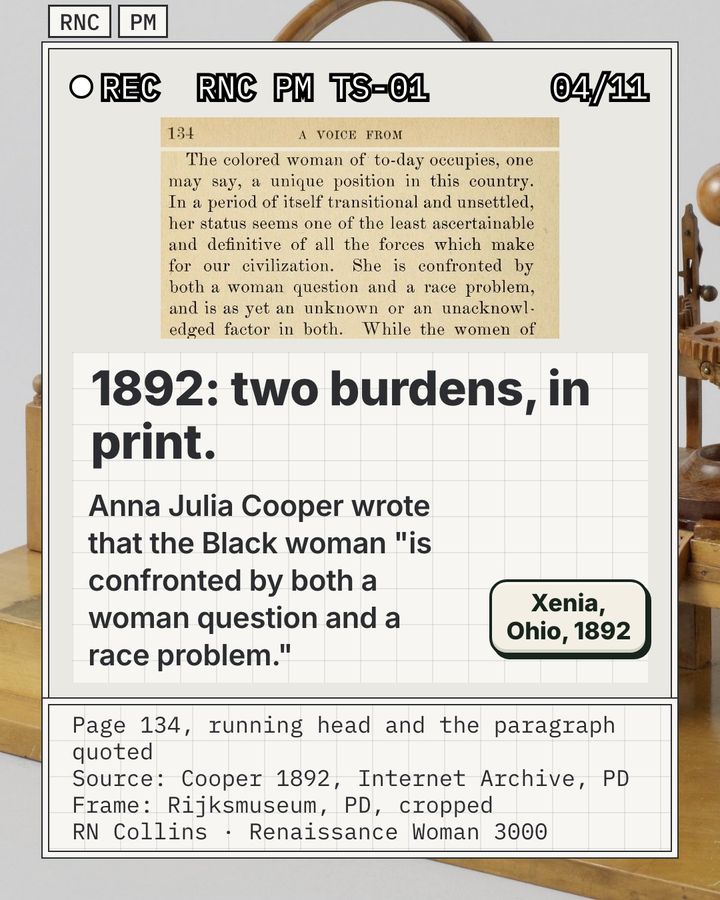 RNC PM
REC RNC PM TS-01 04/11
134 A VOICE FROM
The colored woman of to-day occupies, one
may say, a unique position in this country.
In a period of itself transitional and unsettled,
her status seems one of the least ascertainable
and definitive of all the forces which make
for our civilization. She is confronted by
both a woman question and a race problem,
and is as yet an unknown or an unacknowl-
edged factor in both. While the women of
1892: two burdens, in
print.
Anna Julia Cooper wrote
that the Black woman "is
confronted by both a
woman question and a
race problem."
Xenia,
Ohio, 1892
Page 134, running head and the paragraph
quoted
Source: Cooper 1892, Internet Archive, PD
Frame: Rijksmuseum, PD, cropped
RN Collins · Renaissance Woman 3000